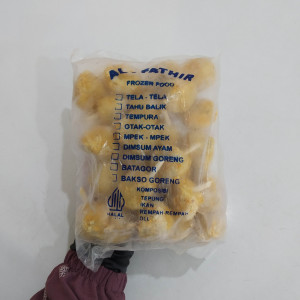 AL-FATHIR
FROZEN FOOD
TELA - TELA
TAHU BALIK
TEMPURA
OTAK-OTAK
MPEK - MPEK
DIMSUM AYAM
DIMSUM GORENG
BATAGOR
BAKSO GORENG
KOMPOSISI
TEPUNG
IKAN
REMPAH REMPAH
DLL
HALAL